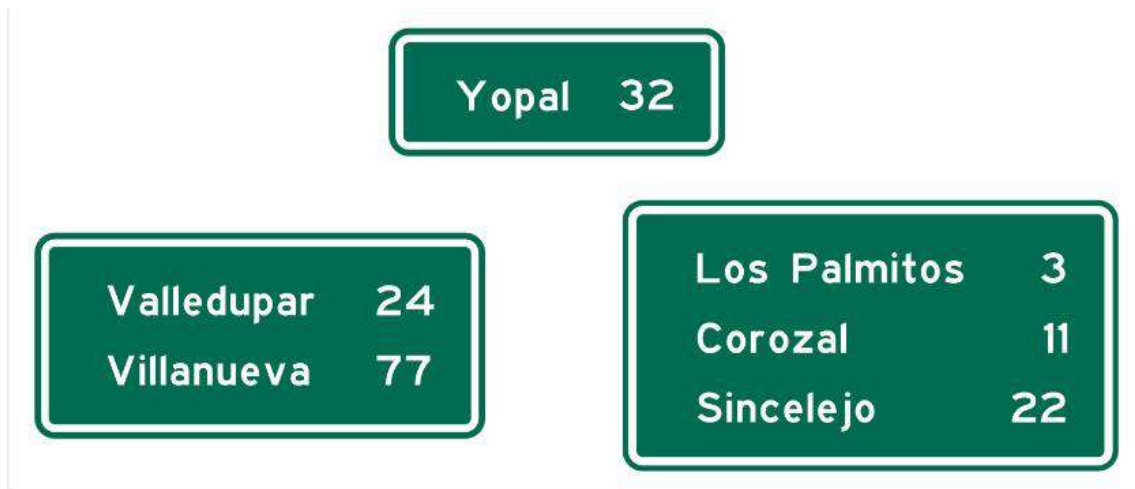 Yopal 32
Valledupar 24
Villanueva 77
Los Palmitos 3
Corozal 11
Sincelejo 22